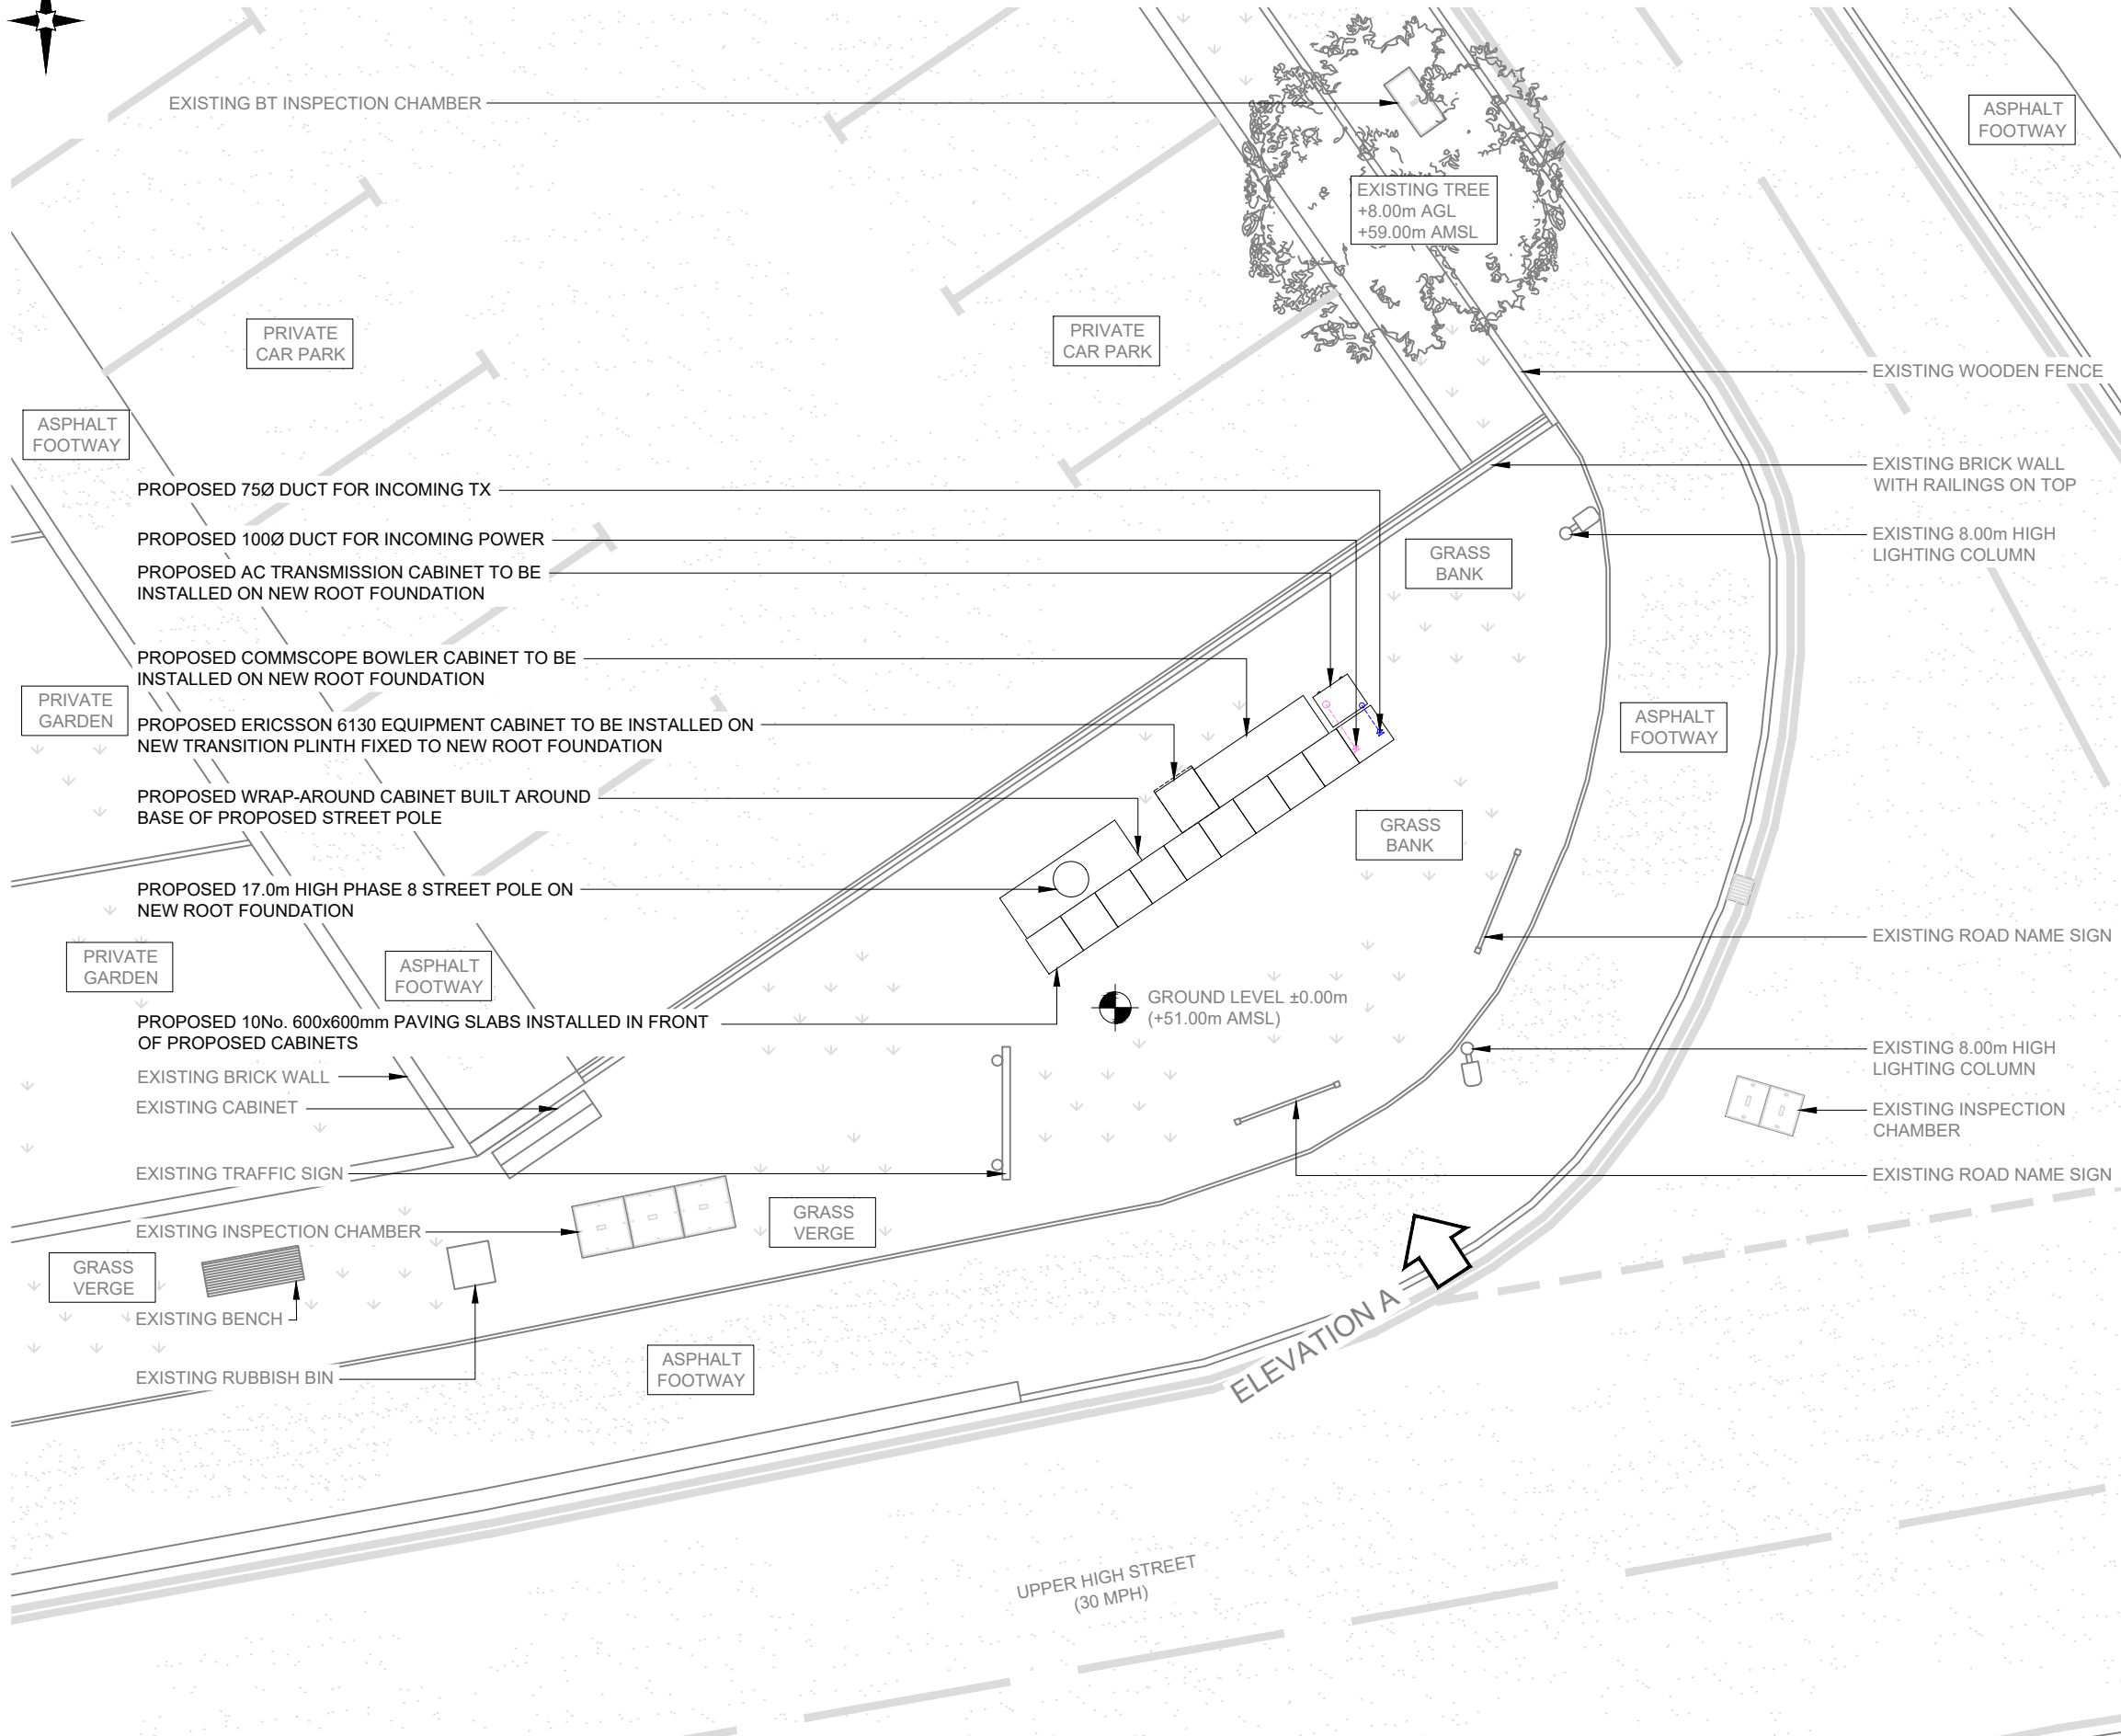 EXISTING BT INSPECTION CHAMBER
ASPHALT
FOOTWAY
EXISTING TREE
+8.00m AGL
+59.00m AMSL
PRIVATE
CAR PARK
PRIVATE
CAR PARK
EXISTING WOODEN FENCE
ASPHALT
FOOTWAY
EXISTING BRICK WALL
WITH RAILINGS ON TOP
PROPOSED 75Ø DUCT FOR INCOMING TX
EXISTING 8.00m HIGH
LIGHTING COLUMN
PROPOSED 100Ø DUCT FOR INCOMING POWER
GRASS
BANK
PROPOSED AC TRANSMISSION CABINET TO BE
INSTALLED ON NEW ROOT FOUNDATION
PROPOSED COMMSCOPE BOWLER CABINET TO BE
INSTALLED ON NEW ROOT FOUNDATION
PRIVATE
GARDEN
ASPHALT
FOOTWAY
PROPOSED ERICSSON 6130 EQUIPMENT CABINET TO BE INSTALLED ON
NEW TRANSITION PLINTH FIXED TO NEW ROOT FOUNDATION
PROPOSED WRAP-AROUND CABINET BUILT AROUND
BASE OF PROPOSED STREET POLE
GRASS
BANK
PROPOSED 17.0m HIGH PHASE 8 STREET POLE ON
NEW ROOT FOUNDATION
EXISTING ROAD NAME SIGN
PRIVATE
GARDEN
ASPHALT
FOOTWAY
GROUND LEVEL ±0.00m
(+51.00m AMSL)
PROPOSED 10No. 600x600mm PAVING SLABS INSTALLED IN FRONT
OF PROPOSED CABINETS
EXISTING 8.00m HIGH
LIGHTING COLUMN
EXISTING BRICK WALL
EXISTING CABINET
EXISTING INSPECTION
CHAMBER
EXISTING TRAFFIC SIGN
EXISTING ROAD NAME SIGN
GRASS
VERGE
EXISTING INSPECTION CHAMBER
GRASS
VERGE
EXISTING BENCH
ELEVATION A
EXISTING RUBBISH BIN
ASPHALT
FOOTWAY
UPPER HIGH STREET
(30 MPH)